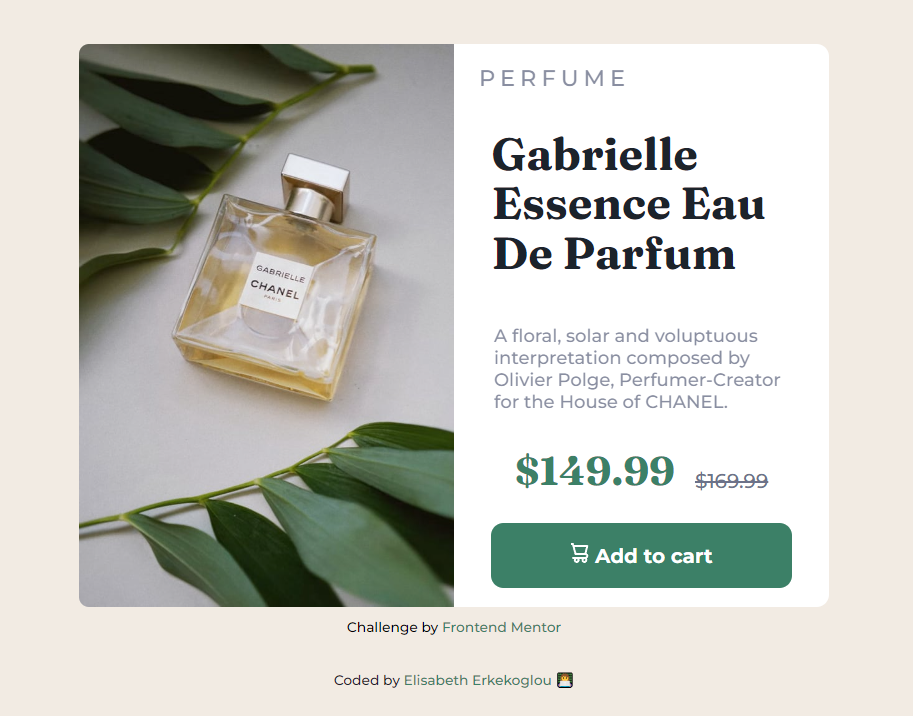 GABRIELLE
CHANEL
PARIS
PERFUME
Gabrielle
Essence Eau
De Parfum
A floral, solar and voluptuous
interpretation composed by
Olivier Polge, Perfumer-Creator
for the House of CHANEL.
$149.99 $169.99
Add to cart
Challenge by Frontend Mentor
Coded by Elisabeth Erkekoglou 👩‍💻